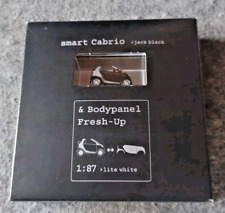 smart Cabrio >jack black
& Bodypanel
Fresh-Up
1:87 >lite white